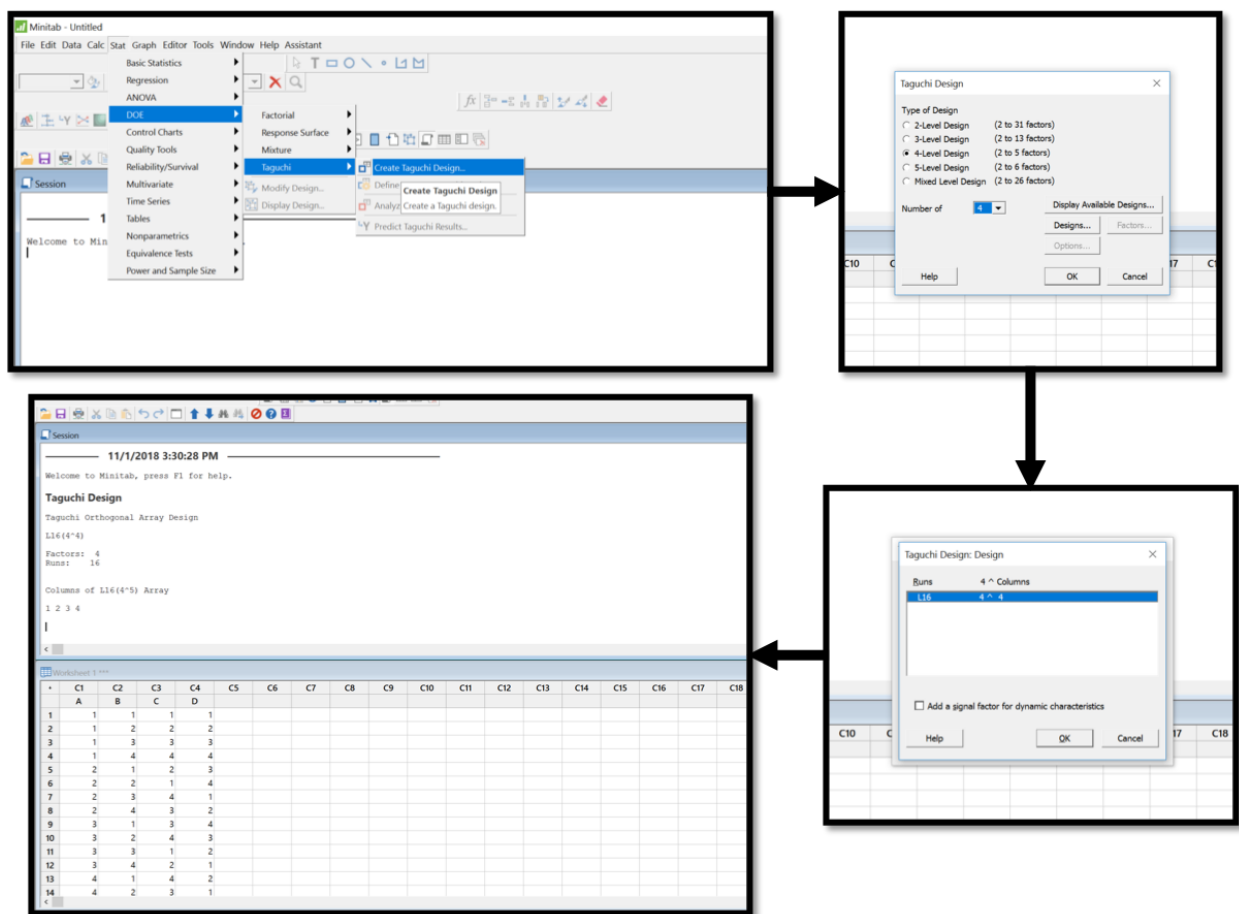 Minitab - Untitled
File Edit Data Calc Stat Graph Editor Tools Window Help Assistant
Basic Statistics
Regression
ANOVA
DOE
Control Charts
Quality Tools
Reliability/Survival
Multivariate
Time Series
Tables
Nonparametrics
Equivalence Tests
Power and Sample Size
Factorial
Response Surface
Mixture
Taguchi
Modify Design...
Display Design...
Create Taguchi Design...
Define
Analyz
Predict Taguchi Results...
Create Taguchi Design
Create a Taguchi design.
Session
1
Welcome to Min
Taguchi Design
Type of Design
2-Level Design (2 to 31 factors)
3-Level Design (2 to 13 factors)
4-Level Design (2 to 5 factors)
5-Level Design (2 to 6 factors)
Mixed Level Design (2 to 26 factors)
Number of 4
Display Available Designs...
Designs... Factors...
Options...
Help OK Cancel
C10 C 17 C1
Taguchi Design: Design
Runs 4 ^ Columns
L16 4 ^ 4
Add a signal factor for dynamic characteristics
Help OK Cancel
C10 C 17 C18
Session
11/1/2018 3:30:28 PM
Welcome to Minitab, press F1 for help.
Taguchi Design
Taguchi Orthogonal Array Design
L16(4^4)
Factors: 4
Runs: 16
Columns of L16(4^5) Array
1 2 3 4
Worksheet 1 ***
C1 C2 C3 C4 C5 C6 C7 C8 C9 C10 C11 C12 C13 C14 C15 C16 C17 C18
A B C D
1 1 1 1 1
2 1 2 2 2
3 1 3 3 3
4 1 4 4 4
5 2 1 2 3
6 2 2 1 4
7 2 3 4 1
8 2 4 3 2
9 3 1 3 4
10 3 2 4 3
11 3 3 1 2
12 3 4 2 1
13 4 1 4 2
14 4 2 3 1